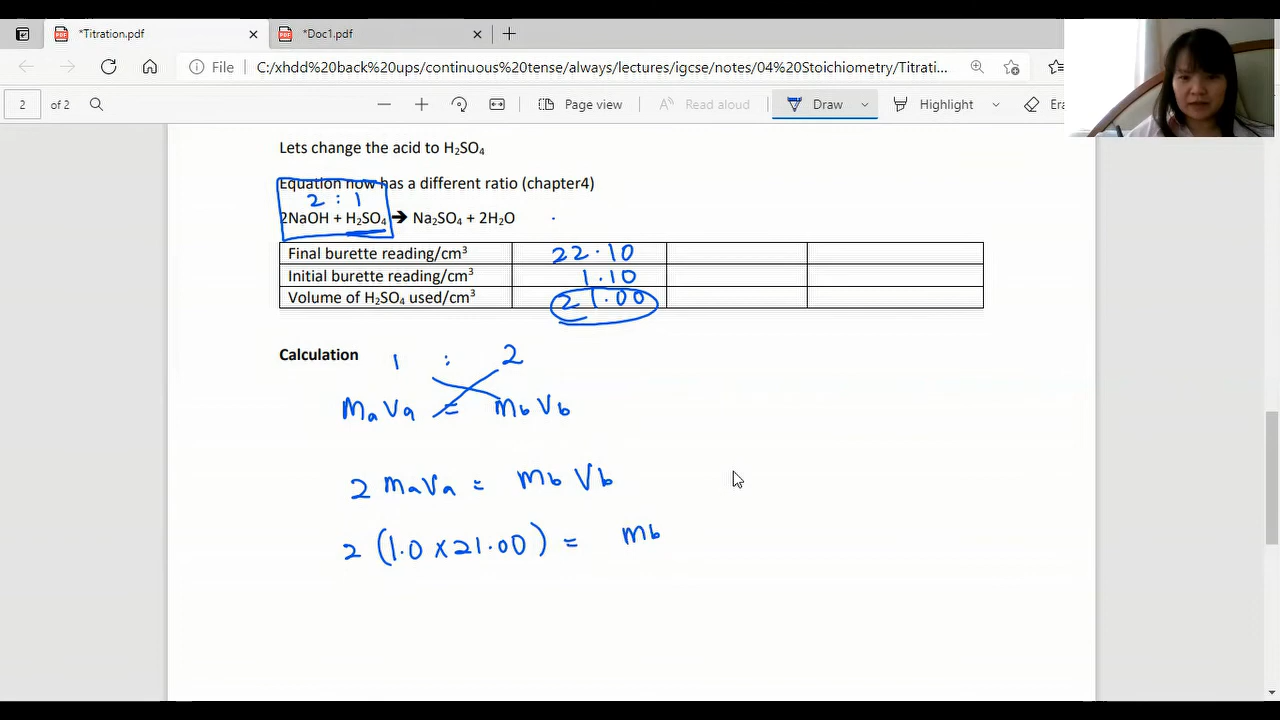 *Titration.pdf
*Doc1.pdf
File C:/xhdd%20back%20ups/continuous%20tense/always/lectures/igcse/notes/04%20Stoichiometry/Titrati...
2 of 2 Page view Read aloud Draw Highlight Era
Lets change the acid to H₂SO₄
Equation now has a different ratio (chapter4)
2 : 1
2NaOH + H₂SO₄ ➔ Na₂SO₄ + 2H₂O
Final burette reading/cm³ 22.10
Initial burette reading/cm³ 1.10
Volume of H₂SO₄ used/cm³ 21.00
Calculation 1 : 2
MaVa = MbVb
2 MaVa = Mb Vb
2 (1.0 x 21.00) = Mb